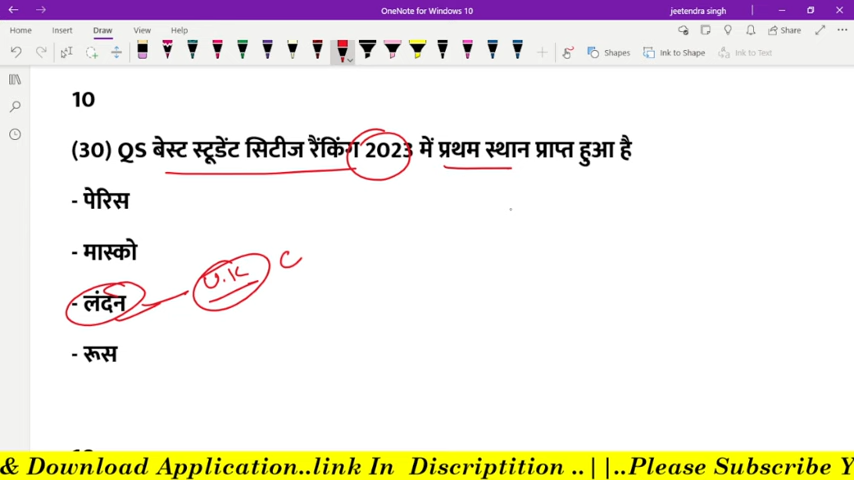 OneNote for Windows 10
jeetendra singh
Home Insert Draw View Help
Share
Shapes Ink to Shape Ink to Text
10
(30) QS बेस्ट स्टूडेंट सिटीज रैंकिंग 2023 में प्रथम स्थान प्राप्त हुआ है
- पेरिस
- मास्को
U.K C
- लंदन
- रूस
& Download Application..link In Discriptition ..||..Please Subscribe Y